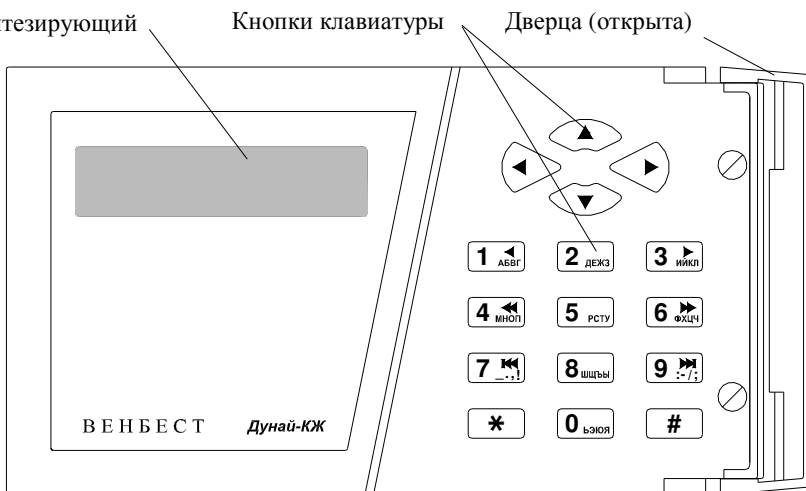 тезирующий Кнопки клавиатуры Дверца (открыта)
1 АБВГ 2 ДЕЖЗ 3 ИЙКЛ
4 МНОП 5 РСТУ 6 ФХЦЧ
7 _.,! 8 ШЩЪЫ 9 :-/;
* 0 ЬЭЮЯ #
ВЕНБЕСТ Дунай-КЖ